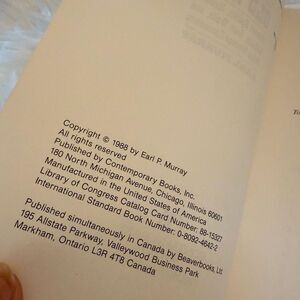 Copyright © 1988 by Earl P. Murray
All rights reserved
Published by Contemporary Books, Inc.
180 North Michigan Avenue, Chicago, Illinois 60601
Manufactured in the United States of America
Library of Congress Catalog Card Number: 88-15327
International Standard Book Number: 0-8092-4642-2
Published simultaneously in Canada by Beaverbooks, Ltd.
195 Allstate Parkway, Valleywood Business Park
Markham, Ontario L3R 4T8 Canada